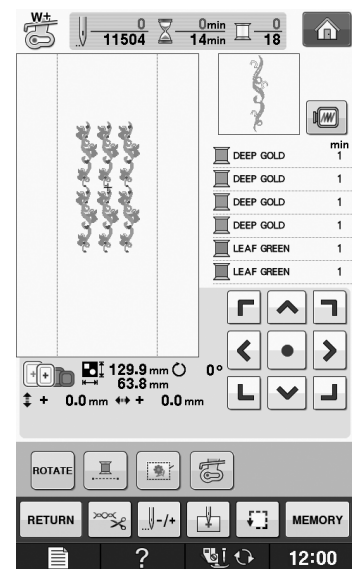 W+
0 0min 0
11504 14min 18
min
DEEP GOLD 1
DEEP GOLD 1
DEEP GOLD 1
DEEP GOLD 1
LEAF GREEN 1
LEAF GREEN 1
129.9 mm 0°
63.8 mm
+ 0.0 mm + 0.0 mm
ROTATE
RETURN -/+ MEMORY
? 12:00